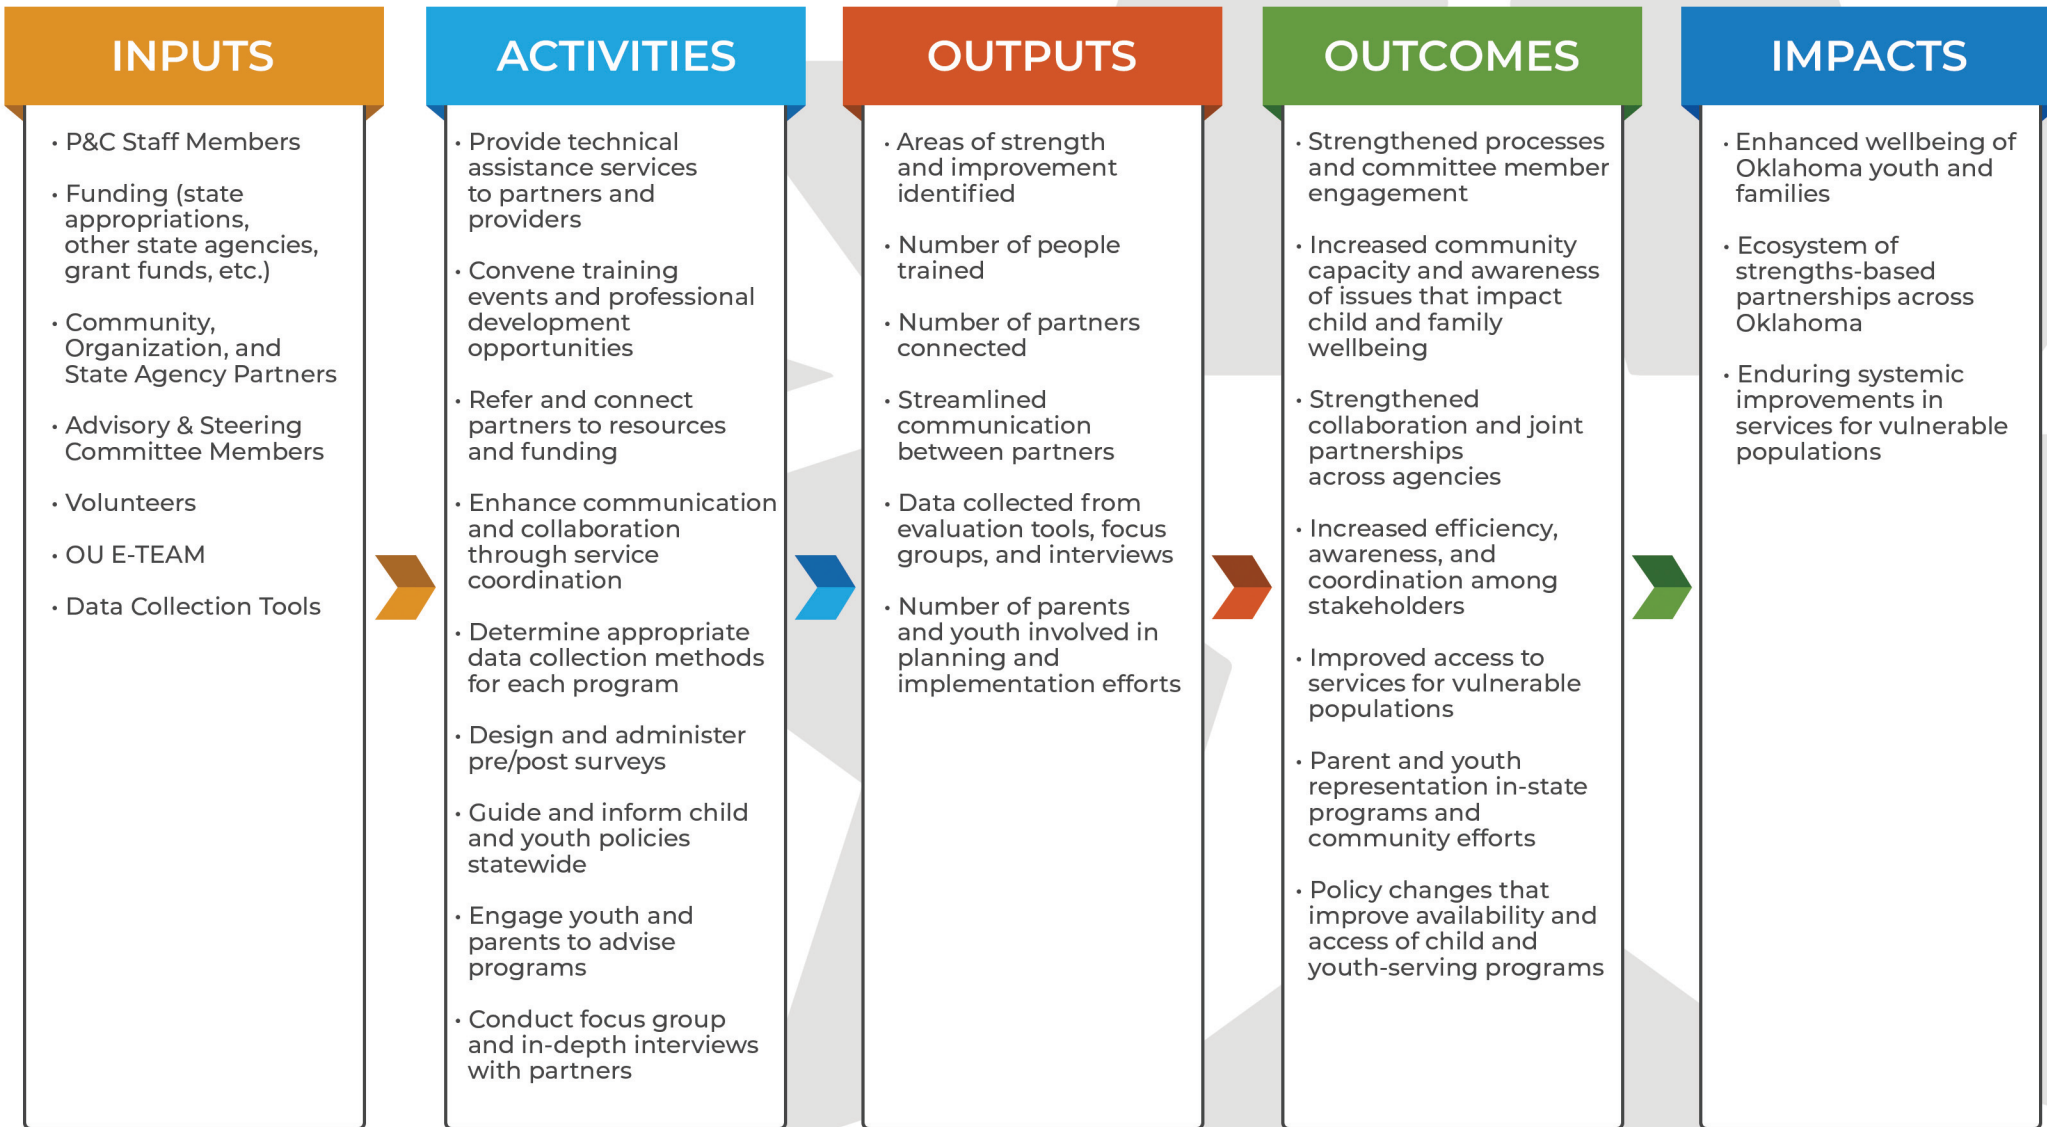 INPUTS
· P&C Staff Members
· Funding (state
appropriations,
other state agencies,
grant funds, etc.)
· Community,
Organization, and
State Agency Partners
· Advisory & Steering
Committee Members
· Volunteers
· OU E-TEAM
· Data Collection Tools
ACTIVITIES
· Provide technical
assistance services
to partners and
providers
· Convene training
events and professional
development
opportunities
· Refer and connect
partners to resources
and funding
· Enhance communication
and collaboration
through service
coordination
· Determine appropriate
data collection methods
for each program
· Design and administer
pre/post surveys
· Guide and inform child
and youth policies
statewide
· Engage youth and
parents to advise
programs
· Conduct focus group
and in-depth interviews
with partners
OUTPUTS
· Areas of strength
and improvement
identified
· Number of people
trained
· Number of partners
connected
· Streamlined
communication
between partners
· Data collected from
evaluation tools, focus
groups, and interviews
· Number of parents
and youth involved in
planning and
implementation efforts
OUTCOMES
· Strengthened processes
and committee member
engagement
· Increased community
capacity and awareness
of issues that impact
child and family
wellbeing
· Strengthened
collaboration and joint
partnerships
across agencies
· Increased efficiency,
awareness, and
coordination among
stakeholders
· Improved access to
services for vulnerable
populations
· Parent and youth
representation in-state
programs and
community efforts
· Policy changes that
improve availability and
access of child and
youth-serving programs
IMPACTS
· Enhanced wellbeing of
Oklahoma youth and
families
· Ecosystem of
strengths-based
partnerships across
Oklahoma
· Enduring systemic
improvements in
services for vulnerable
populations